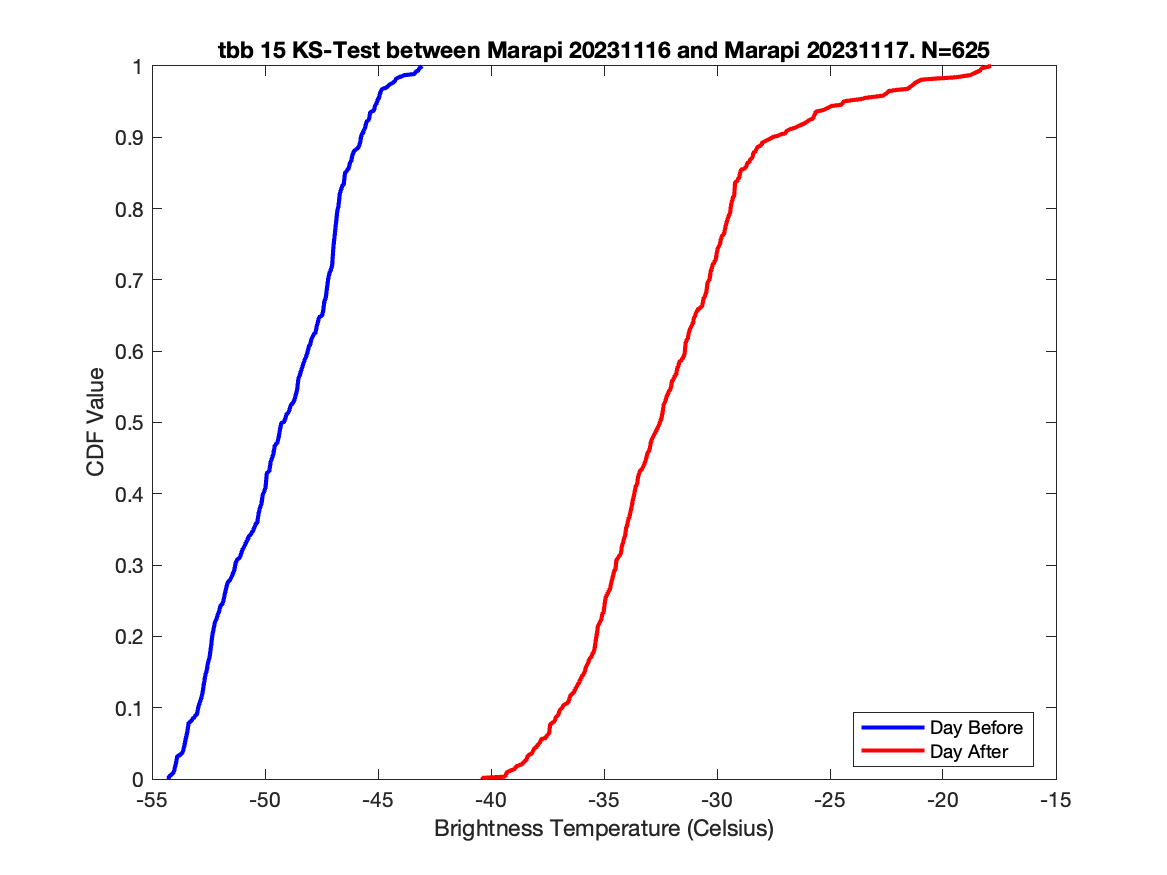 tbb 15 KS-Test between Marapi 20231116 and Marapi 20231117. N=625
1
0.9
0.8
0.7
0.6
0.5
0.4
0.3
0.2
0.1
0
CDF Value
Day Before
Day After
-55 -50 -45 -40 -35 -30 -25 -20 -15
Brightness Temperature (Celsius)